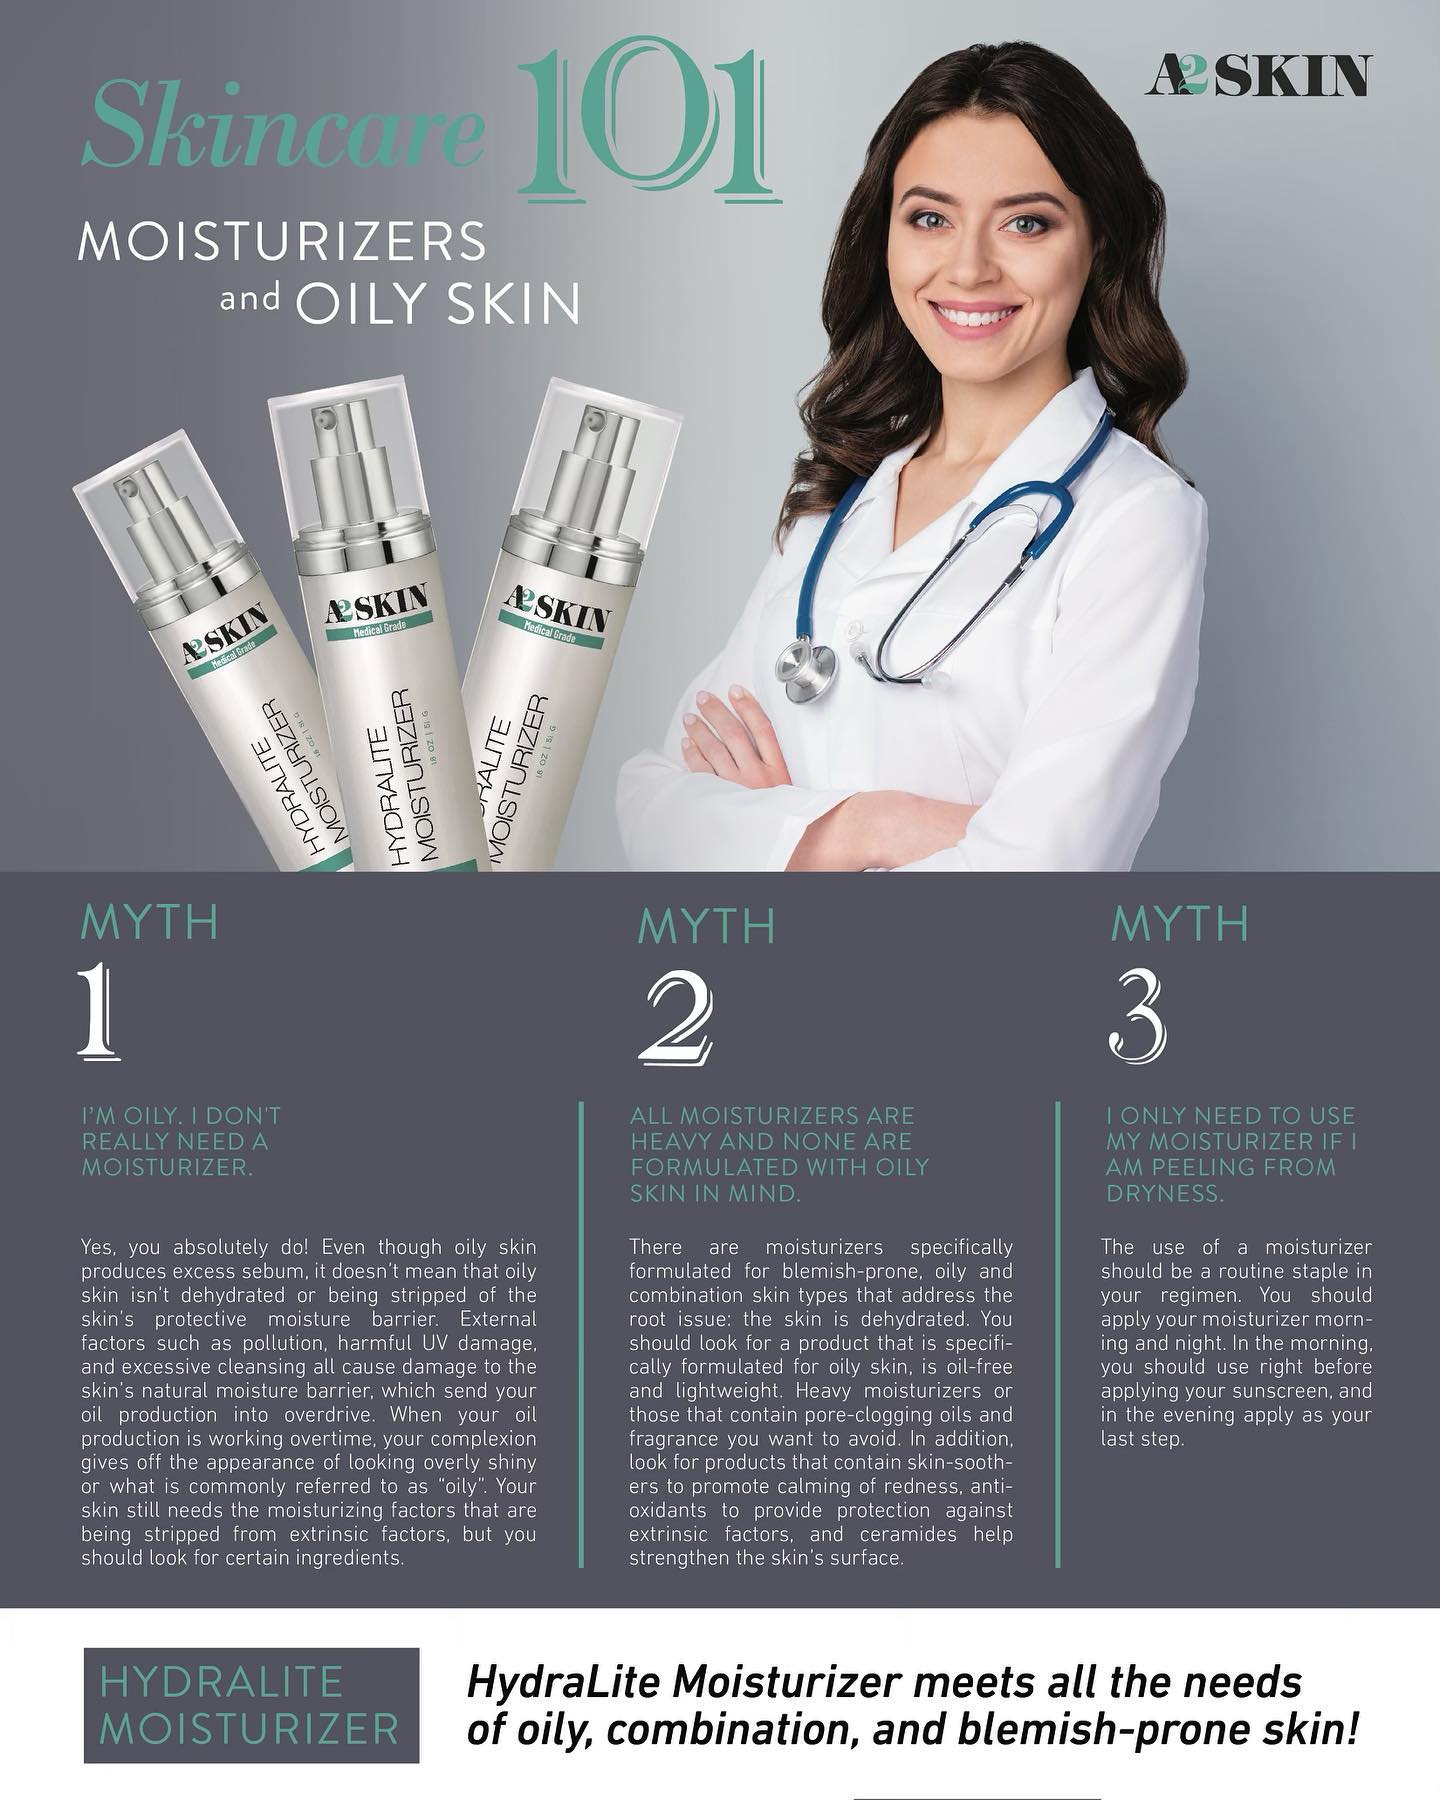 Skincare 101
A2SKIN
MOISTURIZERS
and OILY SKIN
A2SKIN
Medical Grade
HYDRALITE
MOISTURIZER
1.8 OZ | 51 G
A2SKIN
Medical Grade
HYDRALITE
MOISTURIZER
1.8 OZ | 51 G
A2SKIN
Medical Grade
RALITE
MOISTURIZER
1.8 OZ | 51 G
MYTH
1
I'M OILY. I DON'T
REALLY NEED A
MOISTURIZER.
Yes, you absolutely do! Even though oily skin
produces excess sebum, it doesn't mean that oily
skin isn't dehydrated or being stripped of the
skin's protective moisture barrier. External
factors such as pollution, harmful UV damage,
and excessive cleansing all cause damage to the
skin's natural moisture barrier, which send your
oil production into overdrive. When your oil
production is working overtime, your complexion
gives off the appearance of looking overly shiny
or what is commonly referred to as "oily". Your
skin still needs the moisturizing factors that are
being stripped from extrinsic factors, but you
should look for certain ingredients.
MYTH
2
ALL MOISTURIZERS ARE
HEAVY AND NONE ARE
FORMULATED WITH OILY
SKIN IN MIND.
There are moisturizers specifically
formulated for blemish-prone, oily and
combination skin types that address the
root issue: the skin is dehydrated. You
should look for a product that is specifi-
cally formulated for oily skin, is oil-free
and lightweight. Heavy moisturizers or
those that contain pore-clogging oils and
fragrance you want to avoid. In addition,
look for products that contain skin-sooth-
ers to promote calming of redness, anti-
oxidants to provide protection against
extrinsic factors, and ceramides help
strengthen the skin's surface.
MYTH
3
I ONLY NEED TO USE
MY MOISTURIZER IF I
AM PEELING FROM
DRYNESS.
The use of a moisturizer
should be a routine staple in
your regimen. You should
apply your moisturizer morn-
ing and night. In the morning,
you should use right before
applying your sunscreen, and
in the evening apply as your
last step.
HYDRALITE
MOISTURIZER
HydraLite Moisturizer meets all the needs
of oily, combination, and blemish-prone skin!